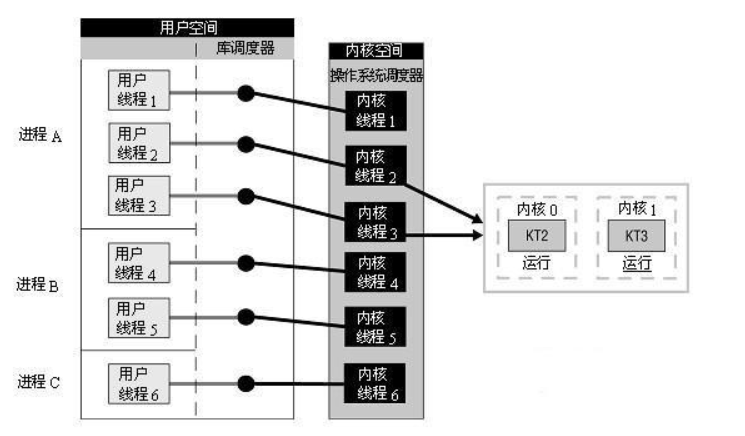 用户空间
库调度器
内核空间
操作系统调度器
进程 A
用户
线程1
用户
线程2
用户
线程3
进程 B
用户
线程4
用户
线程5
进程 C
用户
线程6
内核
线程1
内核
线程2
内核
线程3
内核
线程4
内核
线程5
内核
线程6
内核 0
KT2
运行
内核 1
KT3
运行